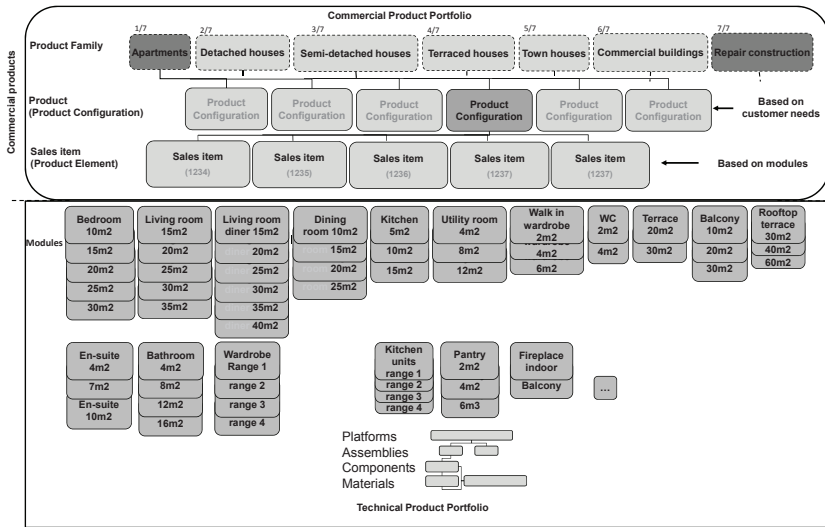 Commercial Product Portfolio
1/7
2/7
3/7
4/7
5/7
6/7
7/7
Commercial products
Product Family
Apartments
Detached houses
Semi-detached houses
Terraced houses
Town houses
Commercial buildings
Repair construction
Product
(Product Configuration)
Product
Configuration
Product
Configuration
Product
Configuration
Product
Configuration
Product
Configuration
Product
Configuration
Based on
customer needs
Sales item
(Product Element)
Sales item
(1234)
Sales item
(1235)
Sales item
(1236)
Sales item
(1237)
Sales item
(1237)
Based on modules
Modules
Bedroom
10m2
15m2
20m2
25m2
30m2
Living room
15m2
20m2
25m2
30m2
35m2
Living room
diner 15m2
20m2
25m2
30m2
35m2
40m2
Dining
room 10m2
15m2
20m2
25m2
Kitchen
5m2
10m2
15m2
Utility room
4m2
8m2
12m2
Walk in
wardrobe
2m2
4m2
6m2
WC
2m2
4m2
Terrace
20m2
30m2
Balcony
10m2
20m2
30m2
Rooftop
terrace
30m2
40m2
60m2
En-suite
4m2
7m2
En-suite
10m2
Bathroom
4m2
8m2
12m2
16m2
Wardrobe
Range 1
range 2
range 3
range 4
Kitchen
units
range 1
range 2
range 3
range 4
Pantry
2m2
4m2
6m3
Fireplace
indoor
Balcony
...
Platforms
Assemblies
Components
Materials
Technical Product Portfolio